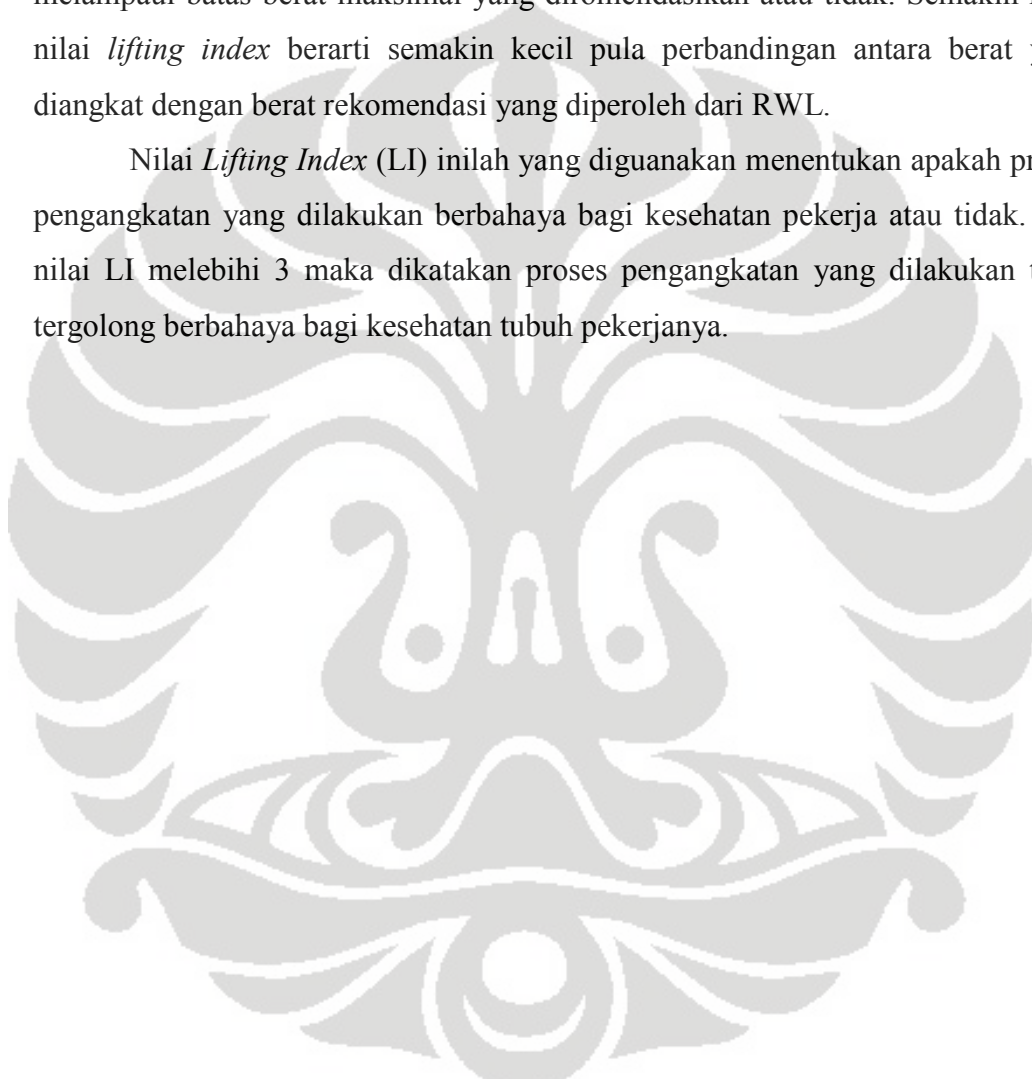 melampaui batas berat maksimal yang diromendasikan atau tidak. Semakin
nilai lifting index berarti semakin kecil pula perbandingan antara berat
diangkat dengan berat rekomendasi yang diperoleh dari RWL.
Nilai Lifting Index (LI) inilah yang diguanakan menentukan apakah
pengangkatan yang dilakukan berbahaya bagi kesehatan pekerja atau tidak.
nilai LI melebihi 3 maka dikatakan proses pengangkatan yang dilakukan
tergolong berbahaya bagi kesehatan tubuh pekerjanya.